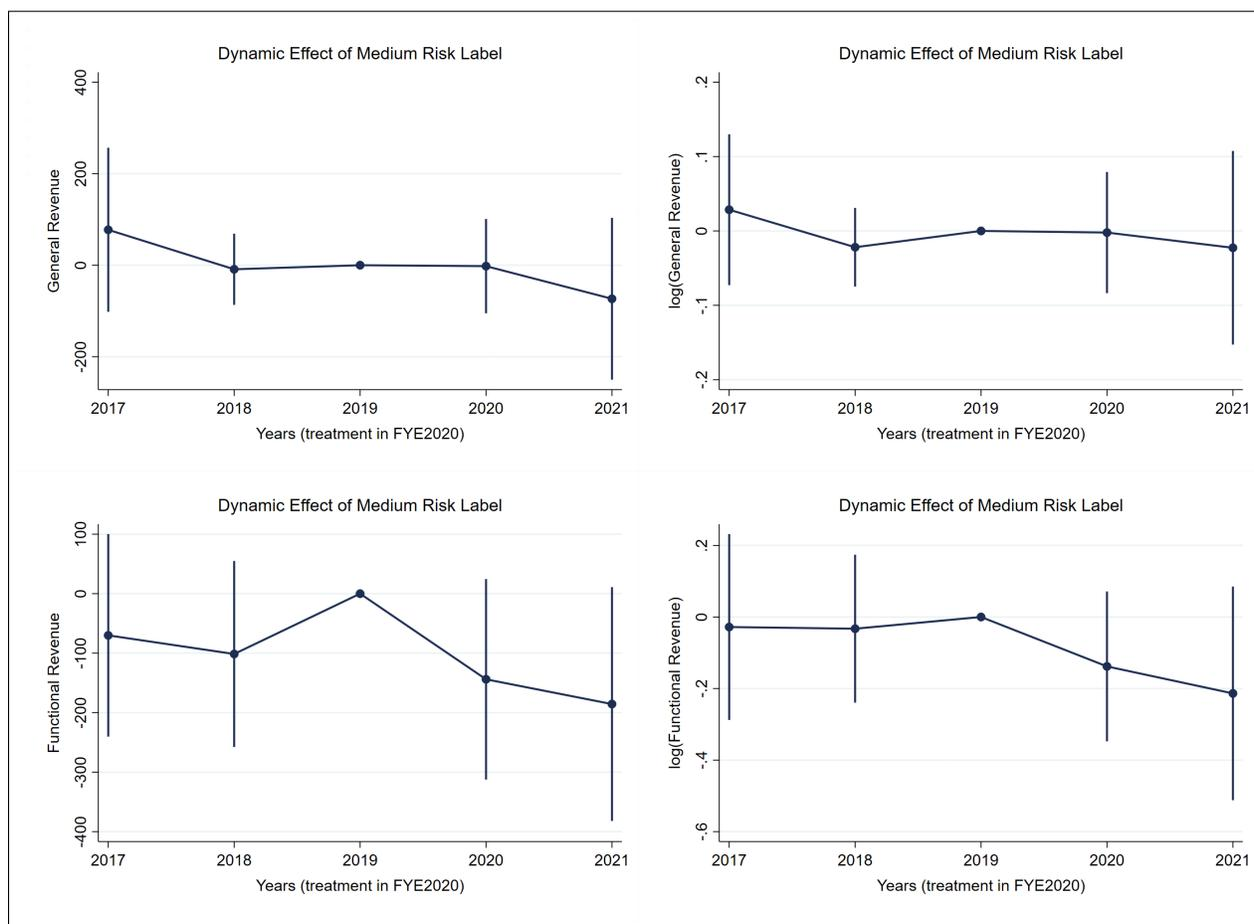 Dynamic Effect of Medium Risk Label
General Revenue
400
200
0
-200
2017 2018 2019 2020 2021
Years (treatment in FYE2020)
Dynamic Effect of Medium Risk Label
log(General Revenue)
.2
.1
0
-.1
-.2
2017 2018 2019 2020 2021
Years (treatment in FYE2020)
Dynamic Effect of Medium Risk Label
Functional Revenue
100
0
-100
-200
-300
-400
2017 2018 2019 2020 2021
Years (treatment in FYE2020)
Dynamic Effect of Medium Risk Label
log(Functional Revenue)
.2
0
-.2
-.4
-.6
2017 2018 2019 2020 2021
Years (treatment in FYE2020)